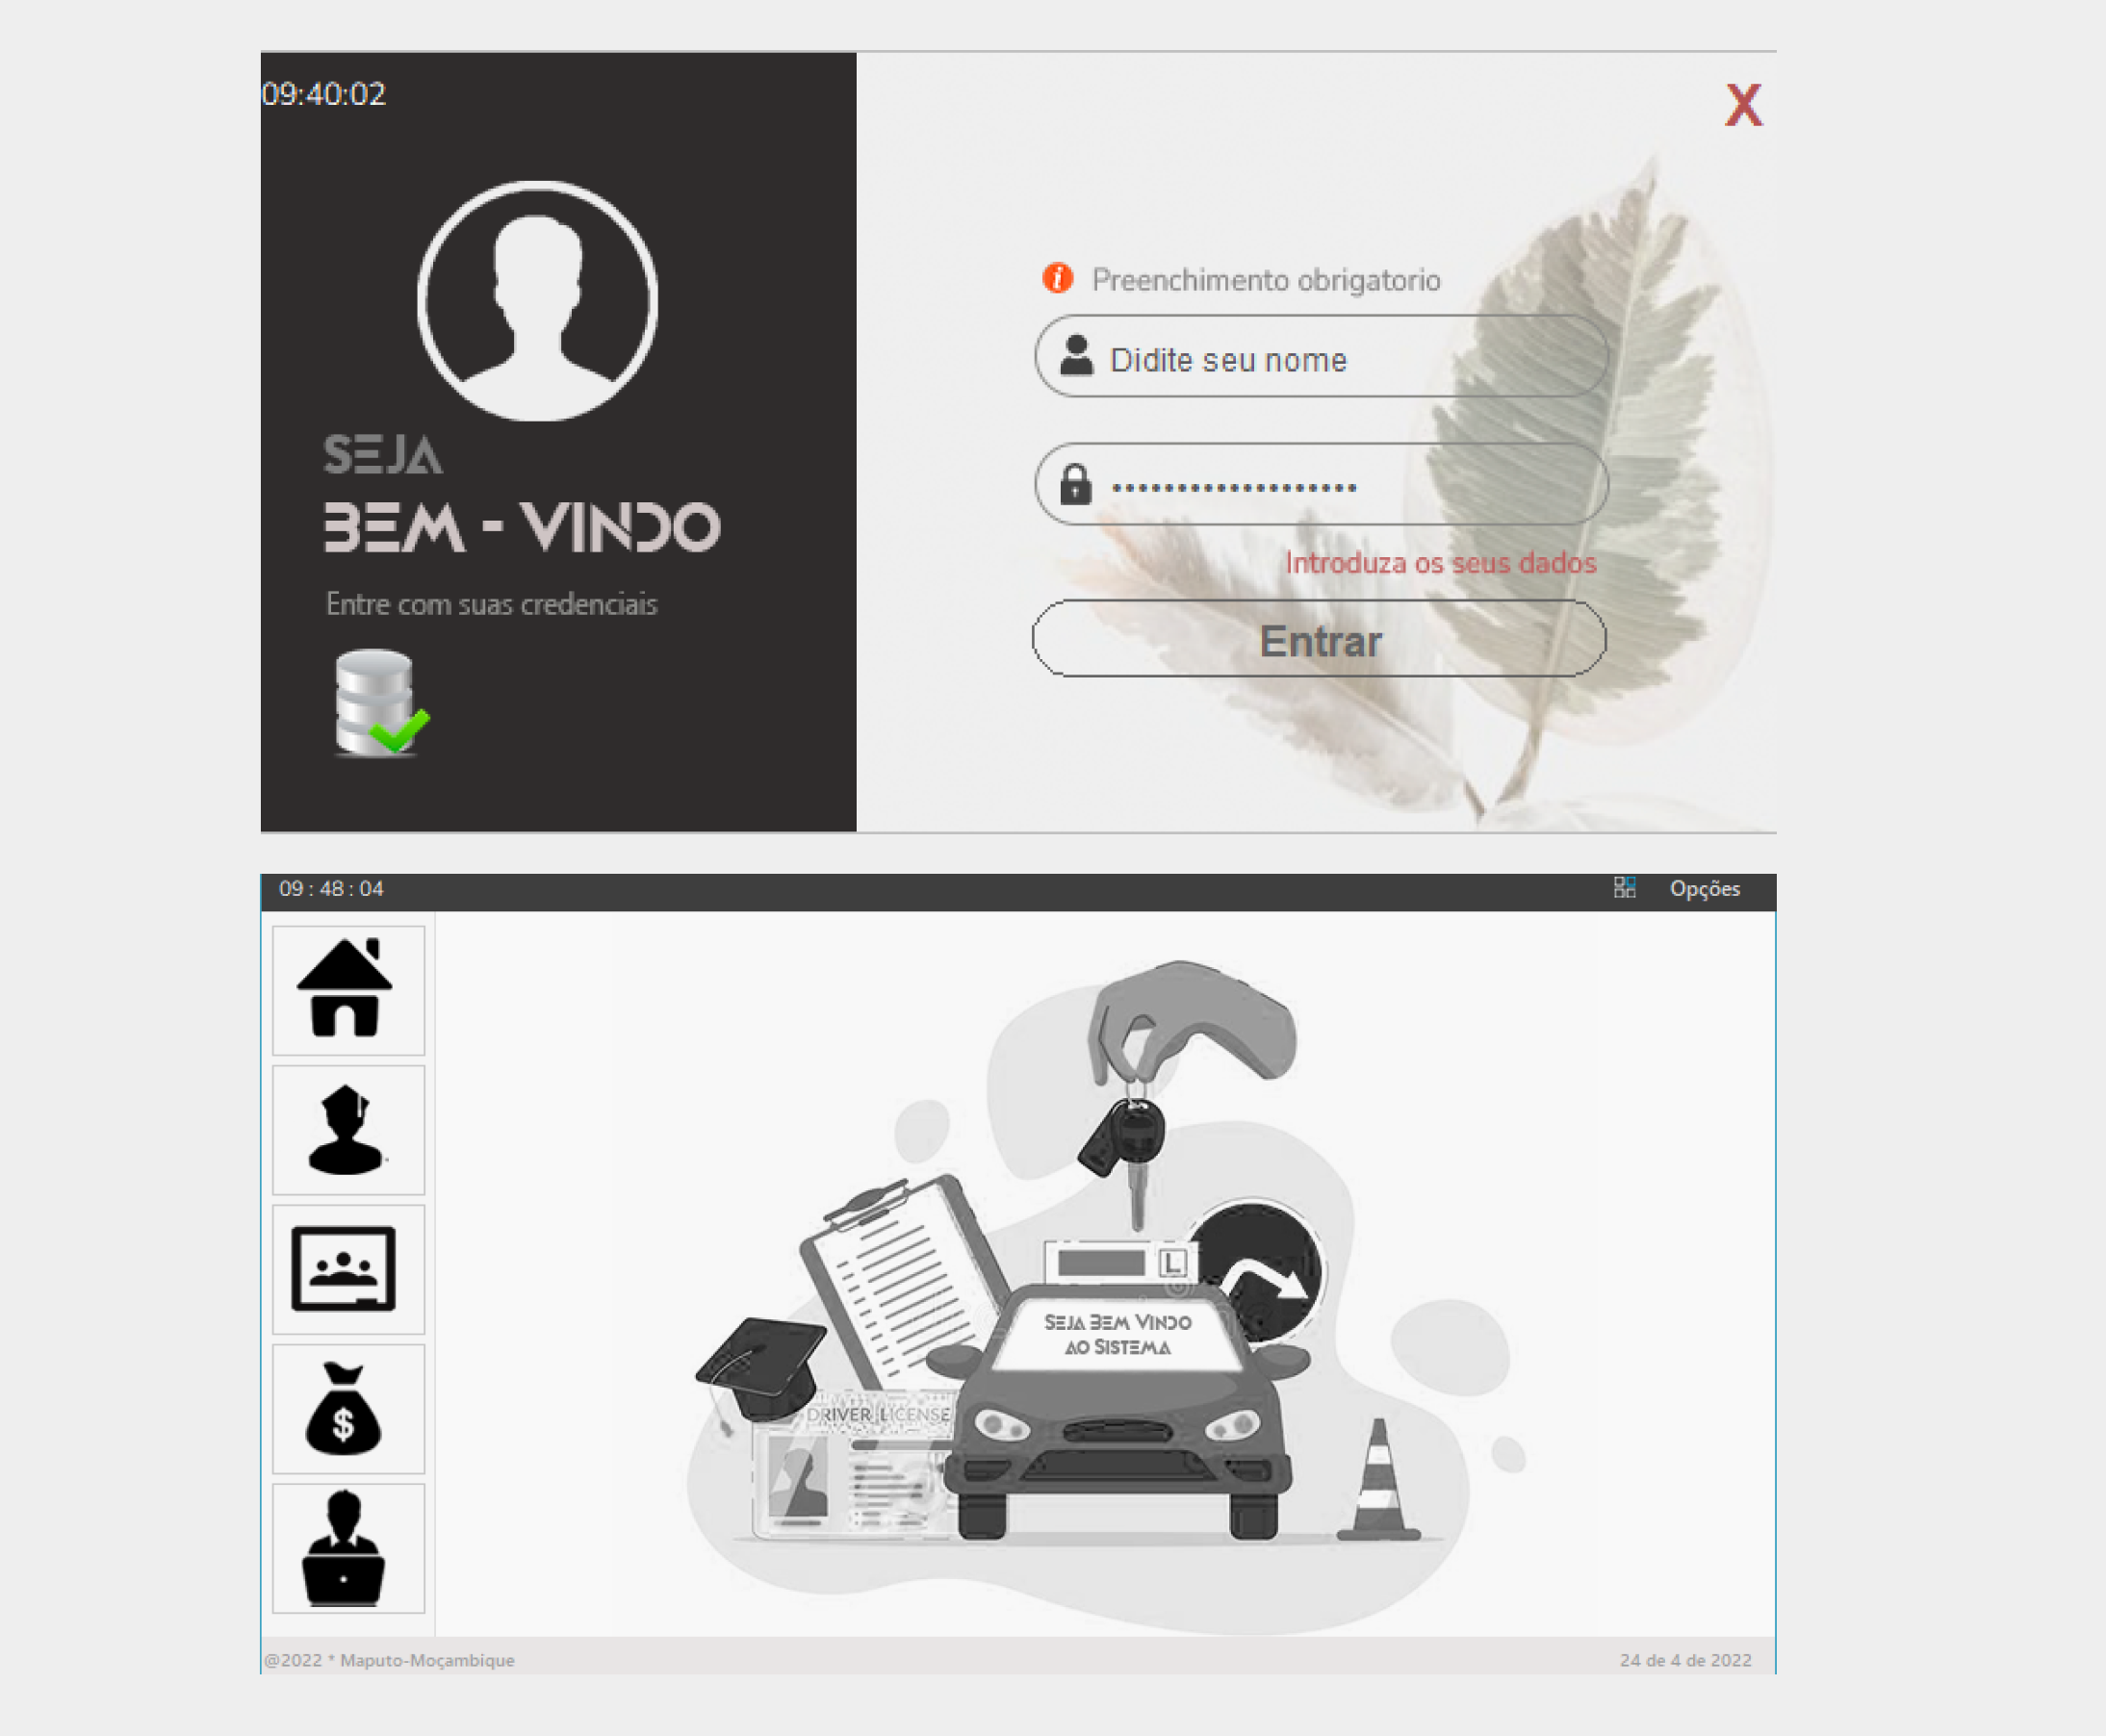 09:40:02
X
SEJA
BEM - VINDO
Entre com suas credenciais
Preenchimento obrigatorio
Didite seu nome
•••••••••••••••••••
Introduza os seus dados
Entrar
09 : 48 : 04
Opções
$
L
SEJA BEM VINDO
AO SISTEMA
DRIVER LICENSE
@2022 * Maputo-Moçambique
24 de 4 de 2022